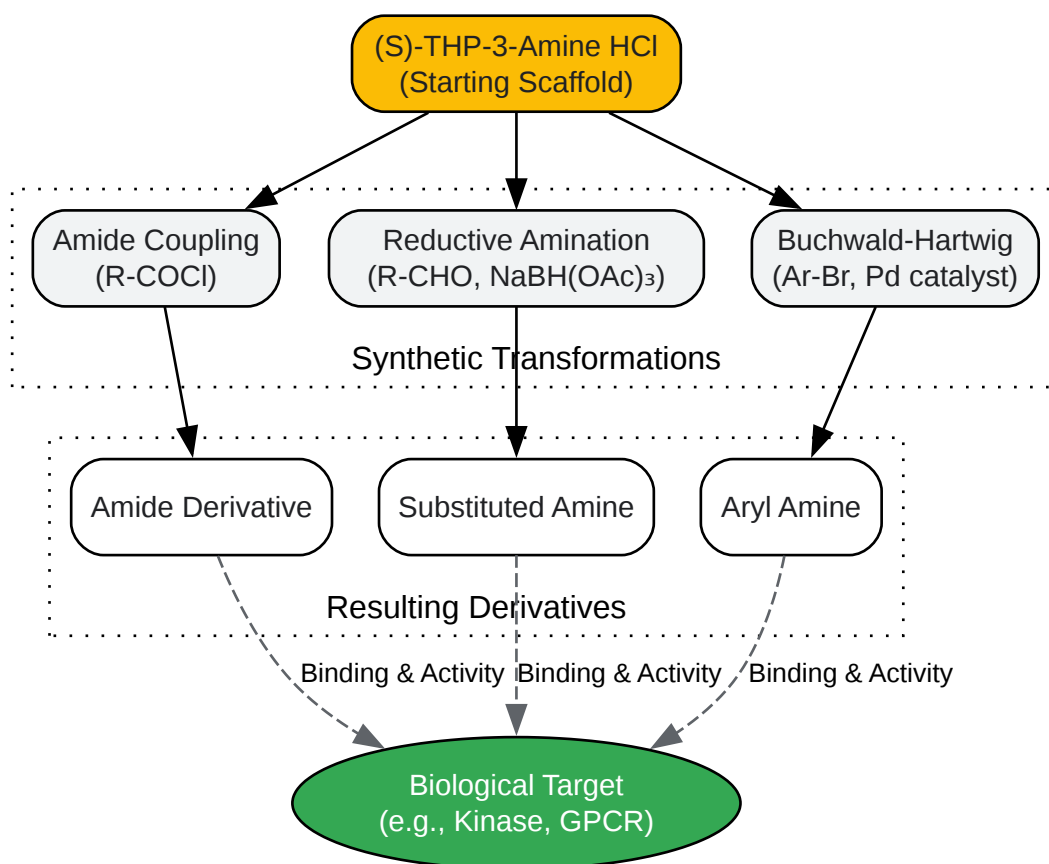 (S)-THP-3-Amine HCl
(Starting Scaffold)
Amide Coupling
(R-COCl)
Reductive Amination
(R-CHO, NaBH(OAc)₃)
Buchwald-Hartwig
(Ar-Br, Pd catalyst)
Synthetic Transformations
Amide Derivative
Substituted Amine
Aryl Amine
Resulting Derivatives
Binding & Activity
Binding & Activity
Binding & Activity
Biological Target
(e.g., Kinase, GPCR)